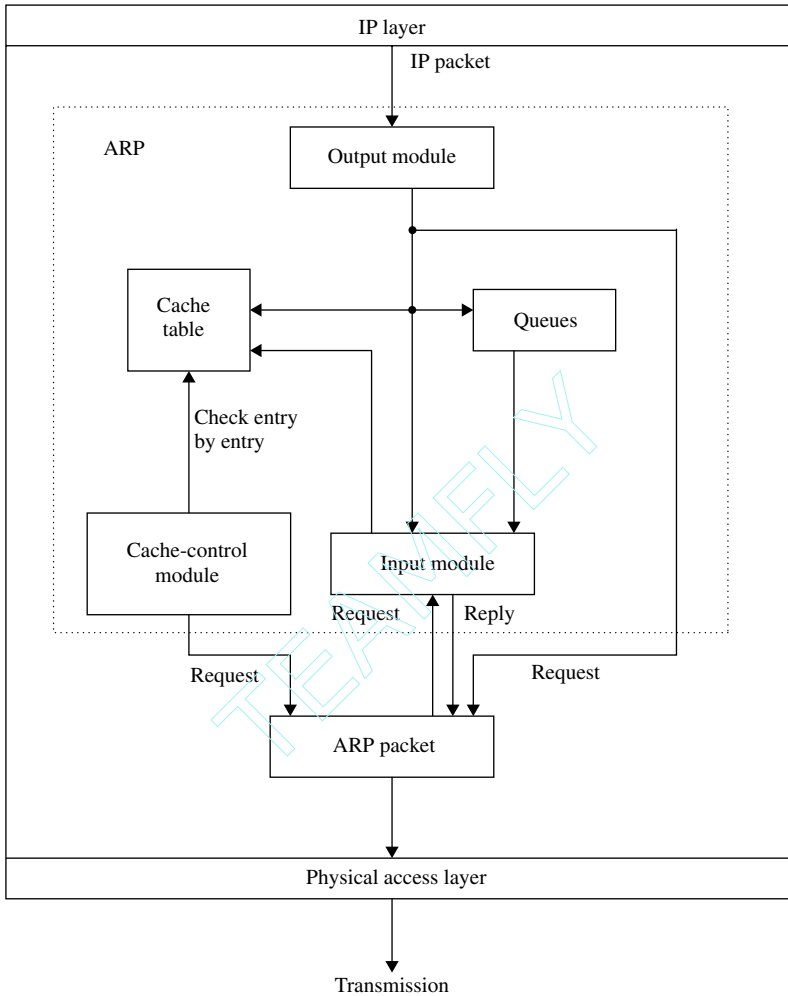 IP layer
IP packet
ARP
Output module
Cache
table
Queues
Check entry
by entry
Cache-control
module
Input module
Request
Reply
Request
Request
ARP packet
Physical access layer
Transmission
TEAMFLY